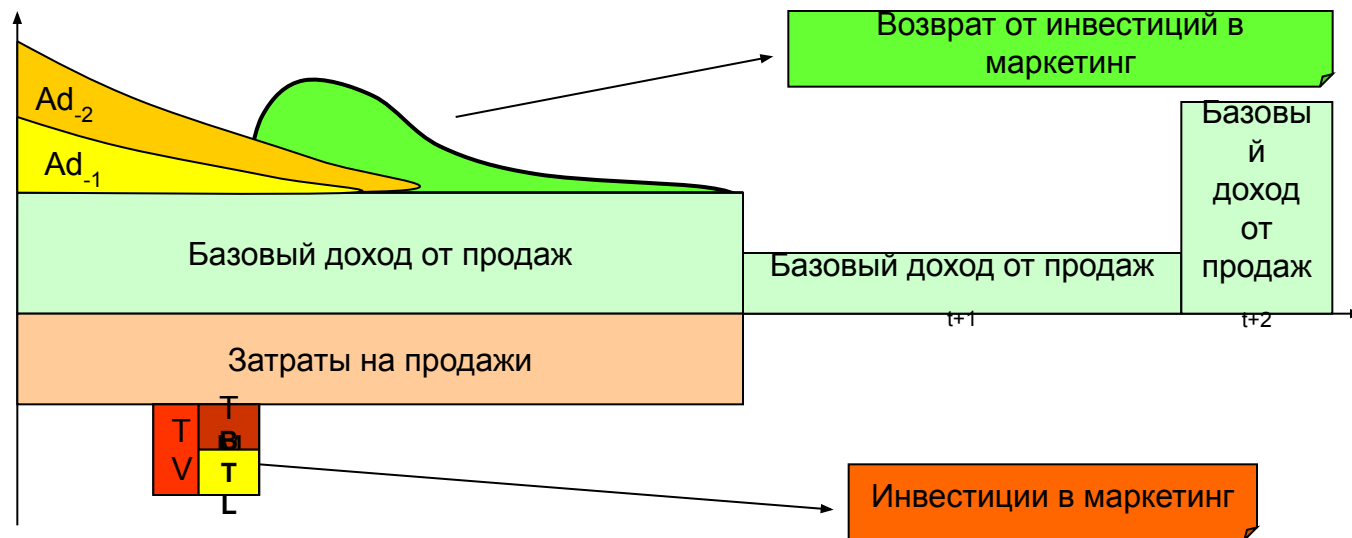 Возврат от инвестиций в
маркетинг
Ad-2
Ad-1
Базовы
й
доход
от
продаж
Базовый доход от продаж
Базовый доход от продаж
t+1
t+2
Затраты на продажи
T
V
T
B
T
L
Инвестиции в маркетинг